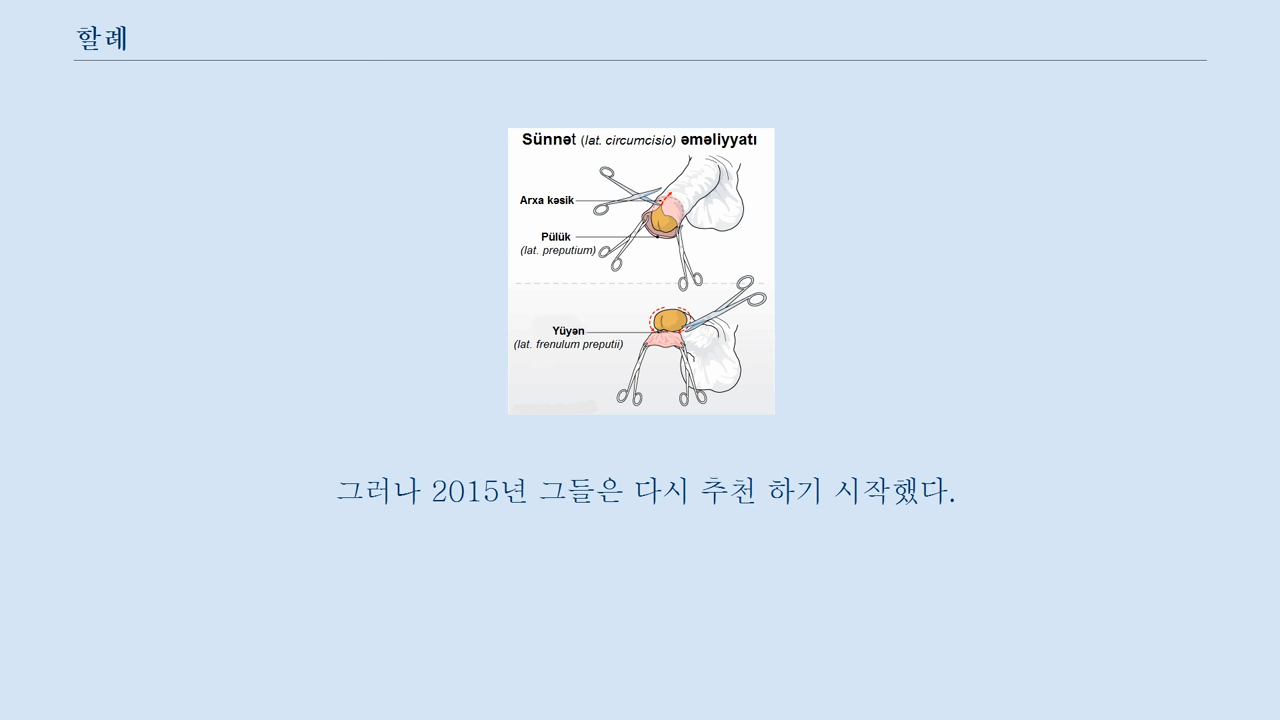 할례
Sünnət (lat. circumcisio) əməliyyatı
Arxa kəsik
Pülük
(lat. preputium)
Yüyən
(lat. frenulum preputii)
그러나 2015년 그들은 다시 추천 하기 시작했다.